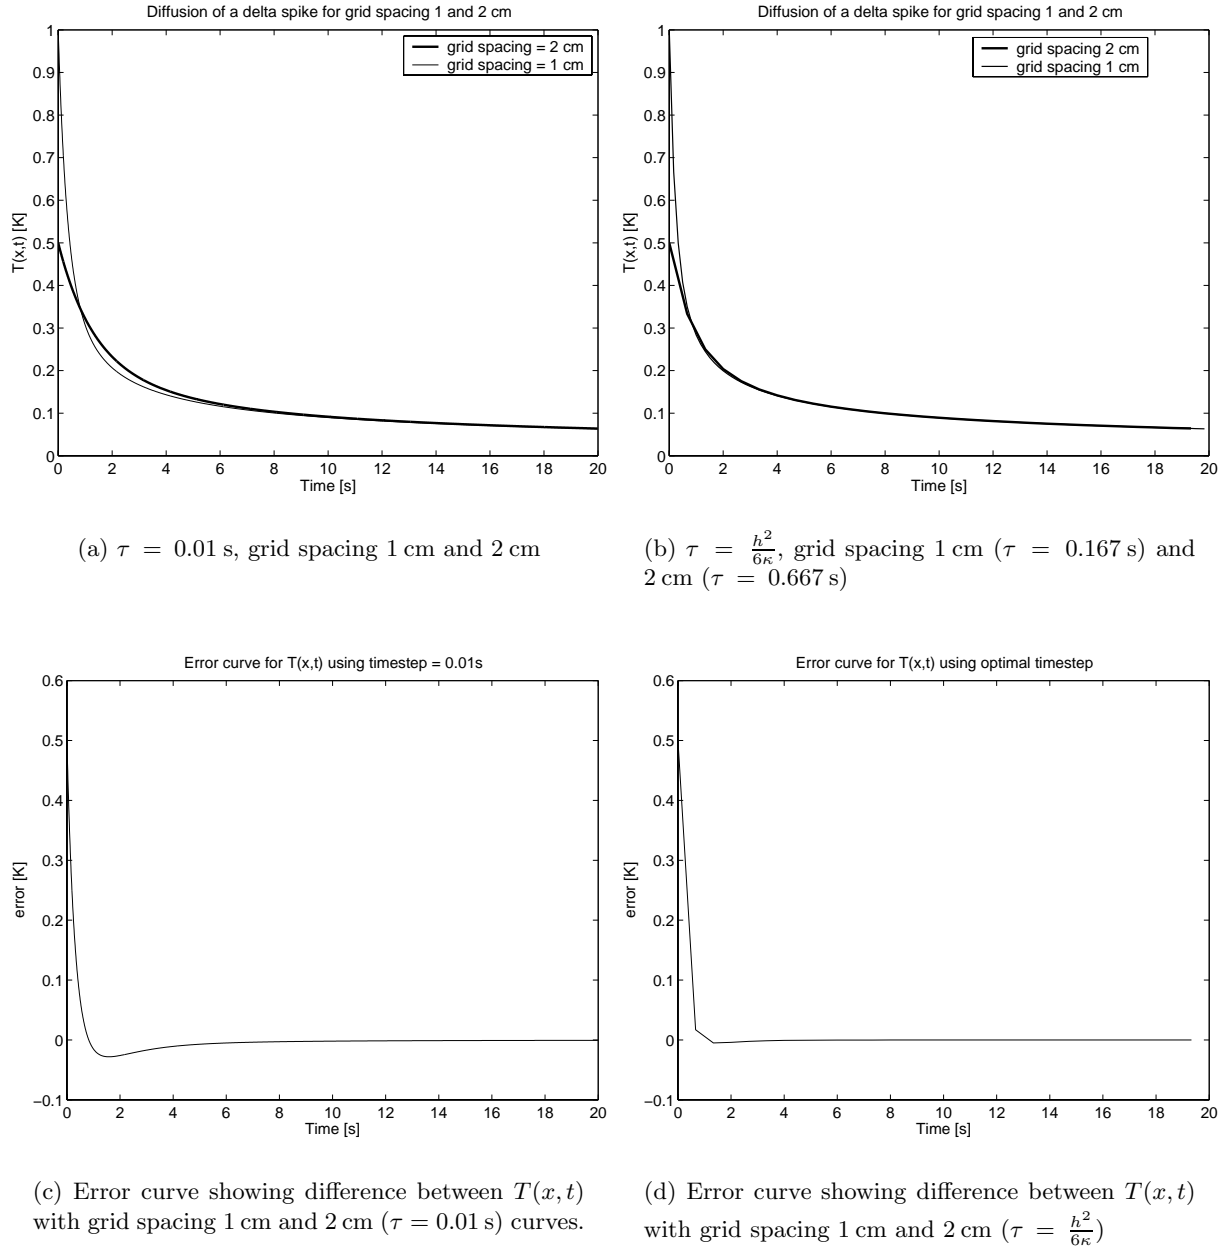 Diffusion of a delta spike for grid spacing 1 and 2 cm
1
0.9
0.8
0.7
0.6
0.5
0.4
0.3
0.2
0.1
0
T(x,t) [K]
grid spacing = 2 cm
grid spacing = 1 cm
0 2 4 6 8 10 12 14 16 18 20
Time [s]
(a) τ = 0.01 s, grid spacing 1 cm and 2 cm
Diffusion of a delta spike for grid spacing 1 and 2 cm
1
0.9
0.8
0.7
0.6
0.5
0.4
0.3
0.2
0.1
0
T(x,t) [K]
grid spacing 2 cm
grid spacing 1 cm
0 2 4 6 8 10 12 14 16 18 20
Time [s]
(b) τ = h²/6κ, grid spacing 1 cm (τ = 0.167 s) and
2 cm (τ = 0.667 s)
Error curve for T(x,t) using timestep = 0.01s
0.6
0.5
0.4
0.3
0.2
0.1
0
−0.1
error [K]
0 2 4 6 8 10 12 14 16 18 20
Time [s]
(c) Error curve showing difference between T(x, t)
with grid spacing 1 cm and 2 cm (τ = 0.01 s) curves.
Error curve for T(x,t) using optimal timestep
0.6
0.5
0.4
0.3
0.2
0.1
0
−0.1
error [K]
0 2 4 6 8 10 12 14 16 18 20
Time [s]
(d) Error curve showing difference between T(x, t)
with grid spacing 1 cm and 2 cm (τ = h²/6κ)